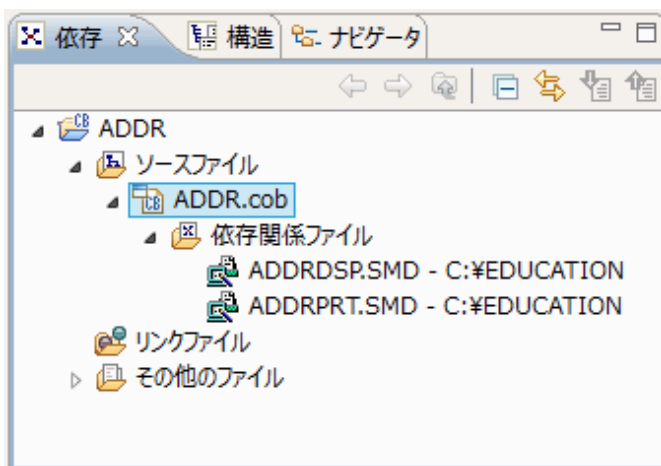 依存 構造 ナビゲータ
ADDR
ソースファイル
ADDR.cob
依存関係ファイル
ADDRDSP.SMD - C:¥EDUCATION
ADDRPRT.SMD - C:¥EDUCATION
リンクファイル
その他のファイル